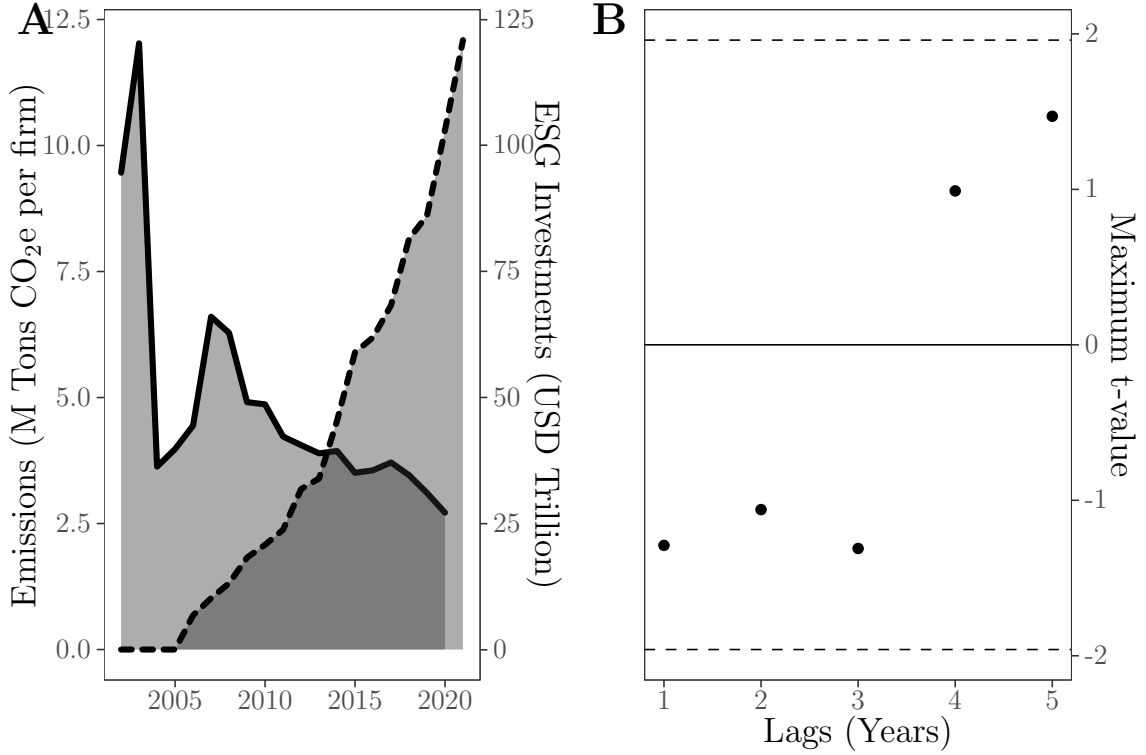 A
Emissions (M Tons CO₂e per firm)
12.5
10.0
7.5
5.0
2.5
0.0
2005 2010 2015 2020
125
100
75
50
25
0
ESG Investments (USD Trillion)
B
2
1
0
-1
-2
Maximum t-value
1 2 3 4 5
Lags (Years)